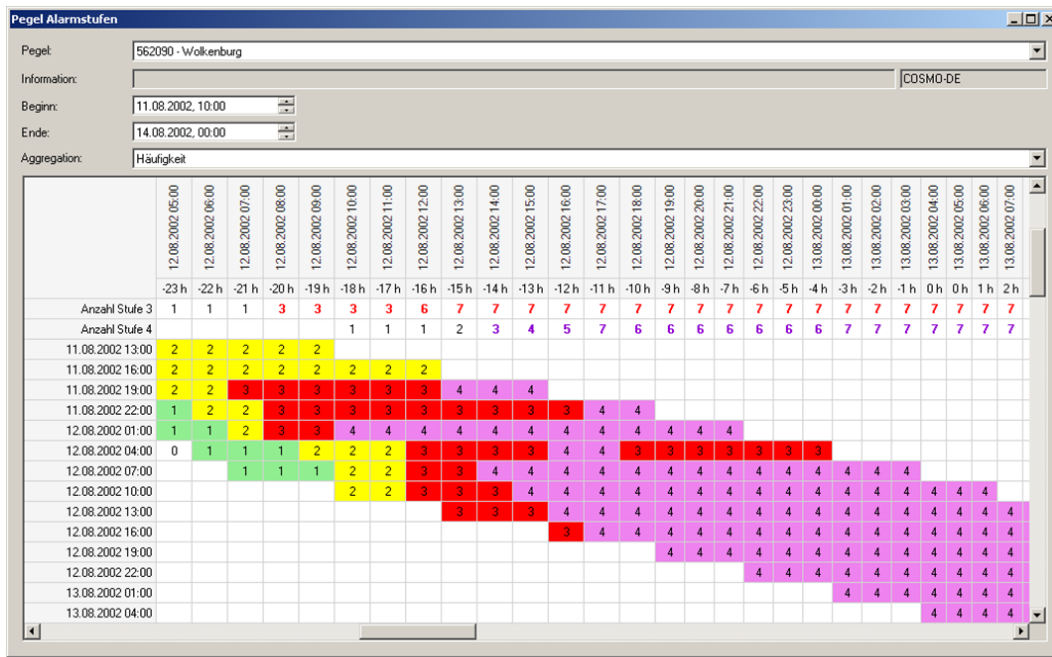 Pegel Alarmstufen
Pegel: 562090 - Wolkenburg
Information: COSMO-DE
Beginn: 11.08.2002, 10:00
Ende: 14.08.2002, 00:00
Aggregation: Häufigkeit
12.08.2002 05:00 12.08.2002 06:00 12.08.2002 07:00 12.08.2002 08:00 12.08.2002 09:00 12.08.2002 10:00 12.08.2002 11:00 12.08.2002 12:00 12.08.2002 13:00 12.08.2002 14:00 12.08.2002 15:00 12.08.2002 16:00 12.08.2002 17:00 12.08.2002 18:00 12.08.2002 19:00 12.08.2002 20:00 12.08.2002 21:00 12.08.2002 22:00 12.08.2002 23:00 13.08.2002 00:00 13.08.2002 01:00 13.08.2002 02:00 13.08.2002 03:00 13.08.2002 04:00 13.08.2002 05:00 13.08.2002 06:00 13.08.2002 07:00
-23 h -22 h -21 h -20 h -19 h -18 h -17 h -16 h -15 h -14 h -13 h -12 h -11 h -10 h -9 h -8 h -7 h -6 h -5 h -4 h -3 h -2 h -1 h 0 h 0 h 1 h 2 h
Anzahl Stufe 3 1 1 1 3 3 3 3 6 7 7 7 7 7 7 7 7 7 7 7 7 7 7 7 7 7 7 7
Anzahl Stufe 4 1 1 1 2 3 4 5 7 6 6 6 6 6 6 6 7 7 7 7 7 7 7
11.08.2002 13:00 2 2 2 2 2
11.08.2002 16:00 2 2 2 2 2 2 2 2
11.08.2002 19:00 2 2 3 3 3 3 3 3 4 4 4
11.08.2002 22:00 1 2 2 3 3 3 3 3 3 3 3 3 4 4
12.08.2002 01:00 1 1 2 3 3 4 4 4 4 4 4 4 4 4 4 4 4
12.08.2002 04:00 0 1 1 1 2 2 2 3 3 3 3 4 4 3 3 3 3 3 3 3
12.08.2002 07:00 1 1 1 2 2 3 3 4 4 4 4 4 4 4 4 4 4 4 4 4 4
12.08.2002 10:00 2 2 3 3 3 4 4 4 4 4 4 4 4 4 4 4 4 4 4 4 4
12.08.2002 13:00 3 3 3 4 4 4 4 4 4 4 4 4 4 4 4 4 4 4 4
12.08.2002 16:00 3 4 4 4 4 4 4 4 4 4 4 4 4 4 4 4
12.08.2002 19:00 4 4 4 4 4 4 4 4 4 4 4 4 4
12.08.2002 22:00 4 4 4 4 4 4 4 4 4 4
13.08.2002 01:00 4 4 4 4 4 4 4
13.08.2002 04:00 4 4 4 4